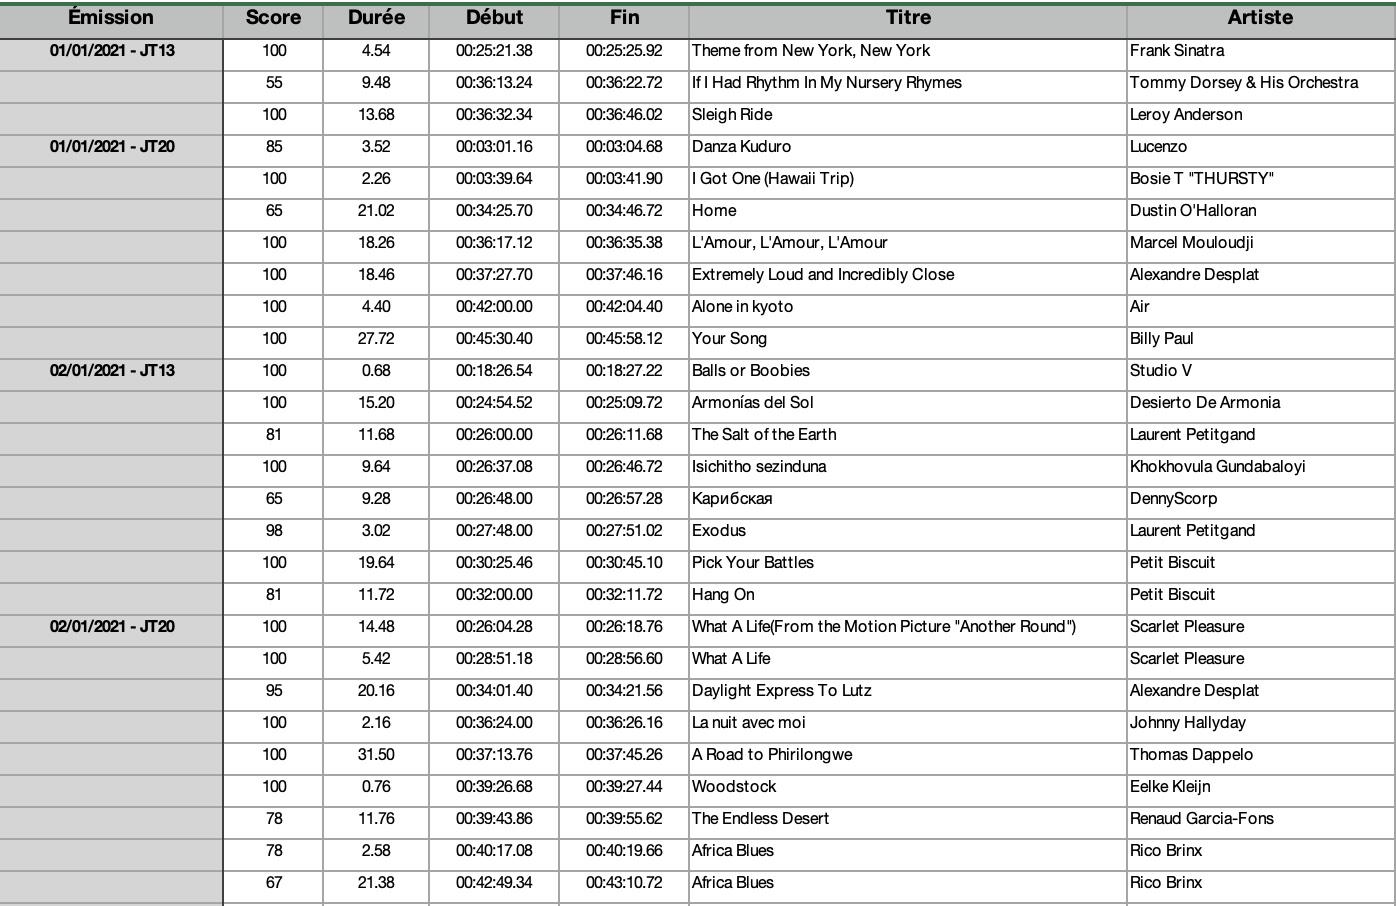 Émission Score Durée Début Fin Titre Artiste
01/01/2021 - JT13 100 4.54 00:25:21.38 00:25:25.92 Theme from New York, New York Frank Sinatra
55 9.48 00:36:13.24 00:36:22.72 If I Had Rhythm In My Nursery Rhymes Tommy Dorsey & His Orchestra
100 13.68 00:36:32.34 00:36:46.02 Sleigh Ride Leroy Anderson
01/01/2021 - JT20 85 3.52 00:03:01.16 00:03:04.68 Danza Kuduro Lucenzo
100 2.26 00:03:39.64 00:03:41.90 I Got One (Hawaii Trip) Bosie T "THURSTY"
65 21.02 00:34:25.70 00:34:46.72 Home Dustin O'Halloran
100 18.26 00:36:17.12 00:36:35.38 L'Amour, L'Amour, L'Amour Marcel Mouloudji
100 18.46 00:37:27.70 00:37:46.16 Extremely Loud and Incredibly Close Alexandre Desplat
100 4.40 00:42:00.00 00:42:04.40 Alone in kyoto Air
100 27.72 00:45:30.40 00:45:58.12 Your Song Billy Paul
02/01/2021 - JT13 100 0.68 00:18:26.54 00:18:27.22 Balls or Boobies Studio V
100 15.20 00:24:54.52 00:25:09.72 Armonías del Sol Desierto De Armonia
81 11.68 00:26:00.00 00:26:11.68 The Salt of the Earth Laurent Petitgand
100 9.64 00:26:37.08 00:26:46.72 Isichitho sezinduna Khokhovula Gundabaloyi
65 9.28 00:26:48.00 00:26:57.28 Карибская DennyScorp
98 3.02 00:27:48.00 00:27:51.02 Exodus Laurent Petitgand
100 19.64 00:30:25.46 00:30:45.10 Pick Your Battles Petit Biscuit
81 11.72 00:32:00.00 00:32:11.72 Hang On Petit Biscuit
02/01/2021 - JT20 100 14.48 00:26:04.28 00:26:18.76 What A Life(From the Motion Picture "Another Round") Scarlet Pleasure
100 5.42 00:28:51.18 00:28:56.60 What A Life Scarlet Pleasure
95 20.16 00:34:01.40 00:34:21.56 Daylight Express To Lutz Alexandre Desplat
100 2.16 00:36:24.00 00:36:26.16 La nuit avec moi Johnny Hallyday
100 31.50 00:37:13.76 00:37:45.26 A Road to Phirilongwe Thomas Dappelo
100 0.76 00:39:26.68 00:39:27.44 Woodstock Eelke Kleijn
78 11.76 00:39:43.86 00:39:55.62 The Endless Desert Renaud Garcia-Fons
78 2.58 00:40:17.08 00:40:19.66 Africa Blues Rico Brinx
67 21.38 00:42:49.34 00:43:10.72 Africa Blues Rico Brinx